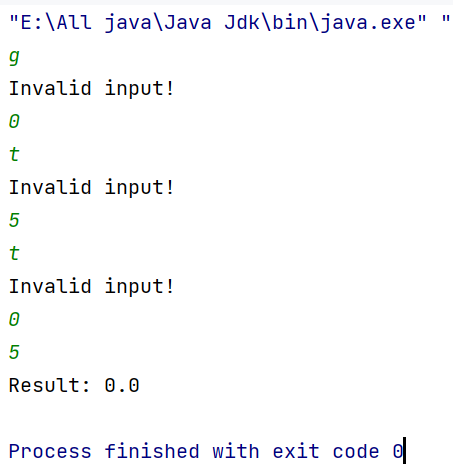 "E:\All java\Java Jdk\bin\java.exe" "
g
Invalid input!
0
t
Invalid input!
5
t
Invalid input!
0
5
Result: 0.0
Process finished with exit code 0